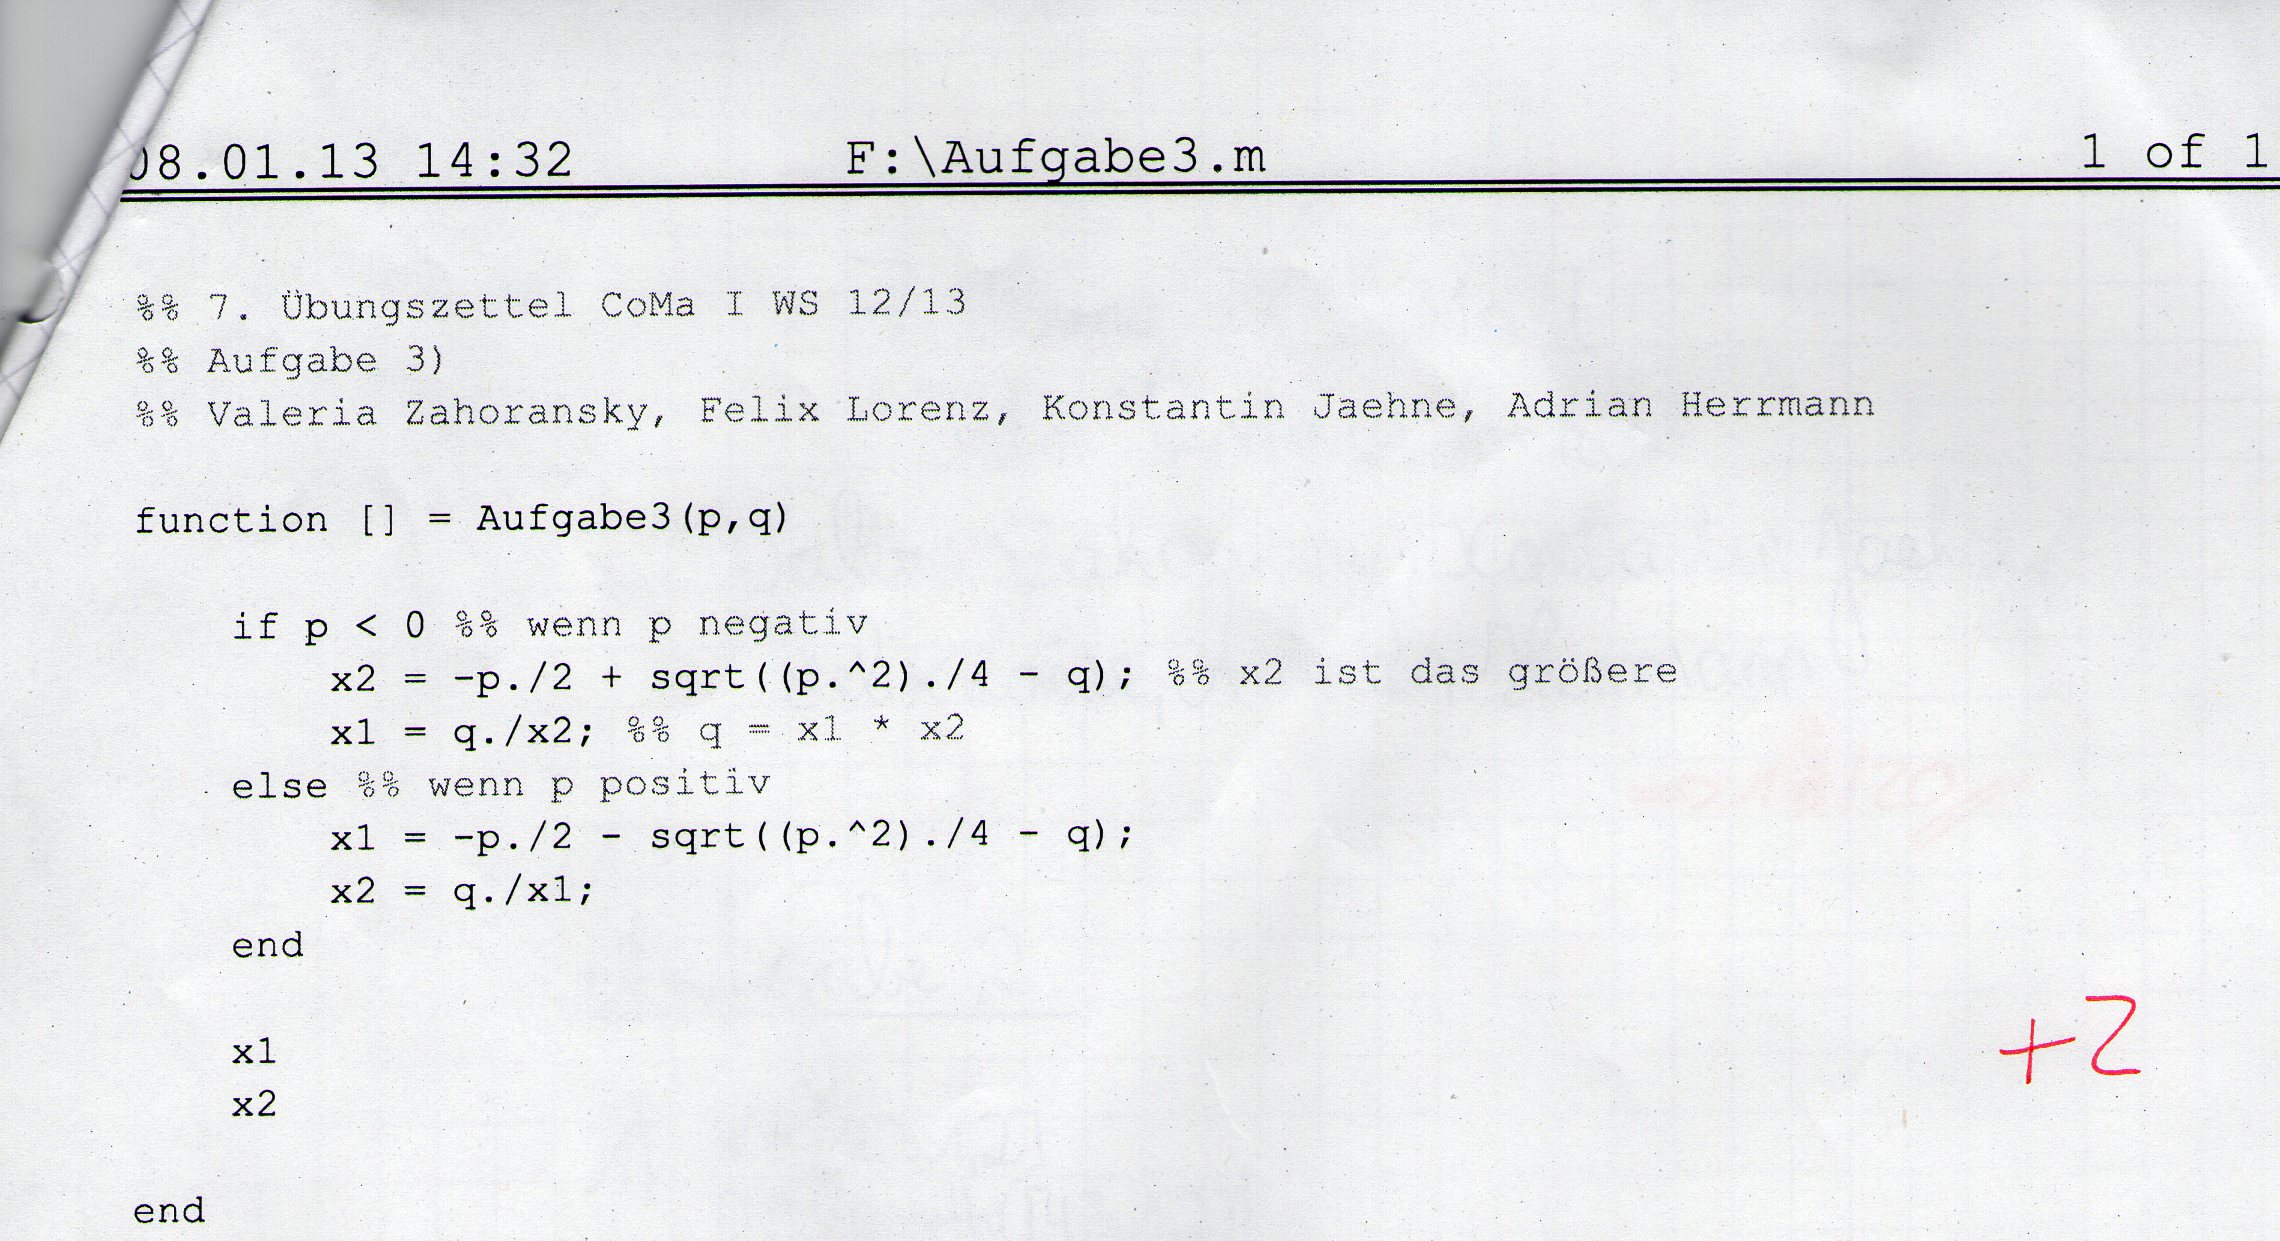 08.01.13 14:32 F:\Aufgabe3.m 1 of 1
%% 7. Übungszettel CoMa I WS 12/13
%% Aufgabe 3)
%% Valeria Zahoransky, Felix Lorenz, Konstantin Jaehne, Adrian Herrmann
function [] = Aufgabe3(p,q)
if p < 0 %% wenn p negativ
x2 = -p./2 + sqrt((p.^2)./4 - q); %% x2 ist das größere
x1 = q./x2; %% q = x1 * x2
else %% wenn p positiv
x1 = -p./2 - sqrt((p.^2)./4 - q);
x2 = q./x1;
end
x1
+2
x2
end